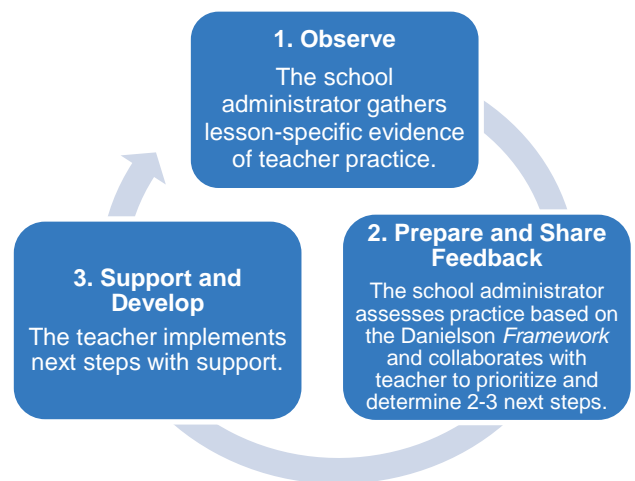 1. Observe
The school
administrator gathers
lesson-specific evidence
of teacher practice.
2. Prepare and Share
Feedback
The school administrator
assesses practice based on
the Danielson Framework
and collaborates with
teacher to prioritize and
determine 2-3 next steps.
3. Support and
Develop
The teacher implements
next steps with support.